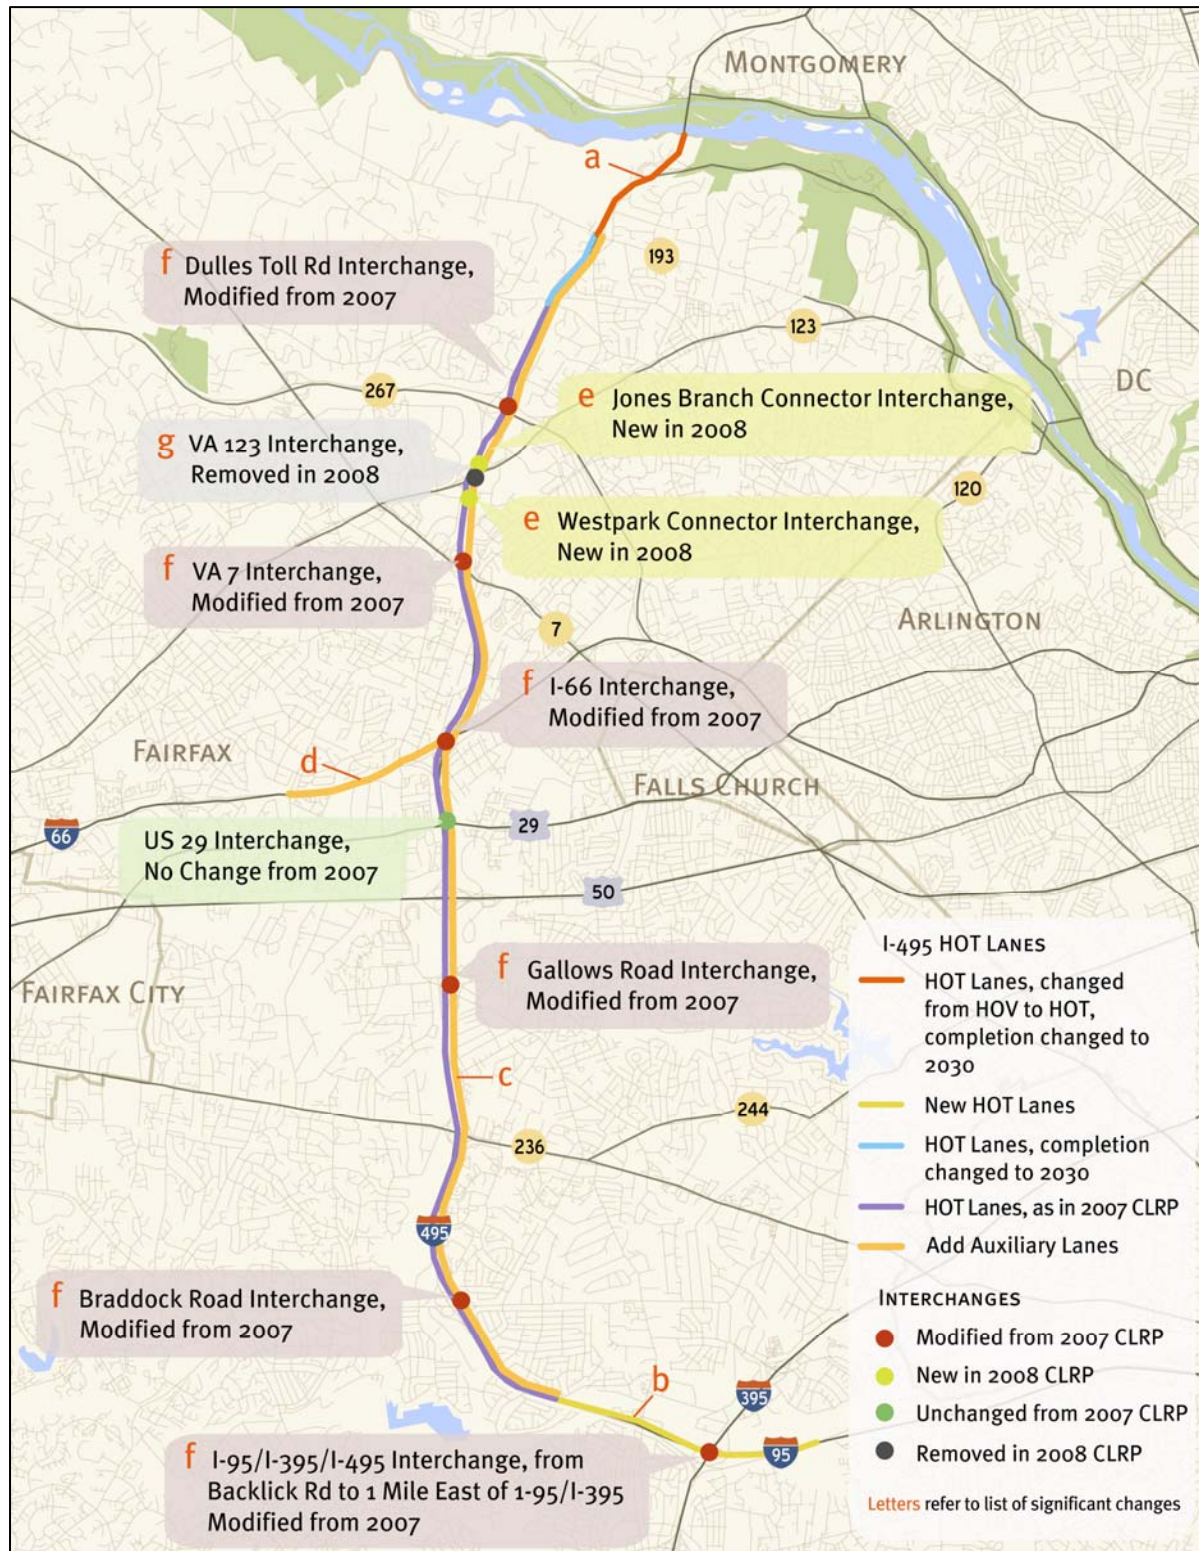 MONTGOMERY
a
193
f Dulles Toll Rd Interchange,
Modified from 2007
123
DC
267
e Jones Branch Connector Interchange,
New in 2008
g VA 123 Interchange,
Removed in 2008
120
e Westpark Connector Interchange,
New in 2008
f VA 7 Interchange,
Modified from 2007
7
ARLINGTON
f I-66 Interchange,
Modified from 2007
FAIRFAX
d
FALLS CHURCH
66
29
US 29 Interchange,
No Change from 2007
50
FAIRFAX CITY
f Gallows Road Interchange,
Modified from 2007
c
244
236
495
f Braddock Road Interchange,
Modified from 2007
b
395
95
f I-95/I-395/I-495 Interchange, from
Backlick Rd to 1 Mile East of 1-95/I-395
Modified from 2007
I-495 HOT LANES
HOT Lanes, changed
from HOV to HOT,
completion changed to
2030
New HOT Lanes
HOT Lanes, completion
changed to 2030
HOT Lanes, as in 2007 CLRP
Add Auxiliary Lanes
INTERCHANGES
Modified from 2007 CLRP
New in 2008 CLRP
Unchanged from 2007 CLRP
Removed in 2008 CLRP
Letters refer to list of significant changes